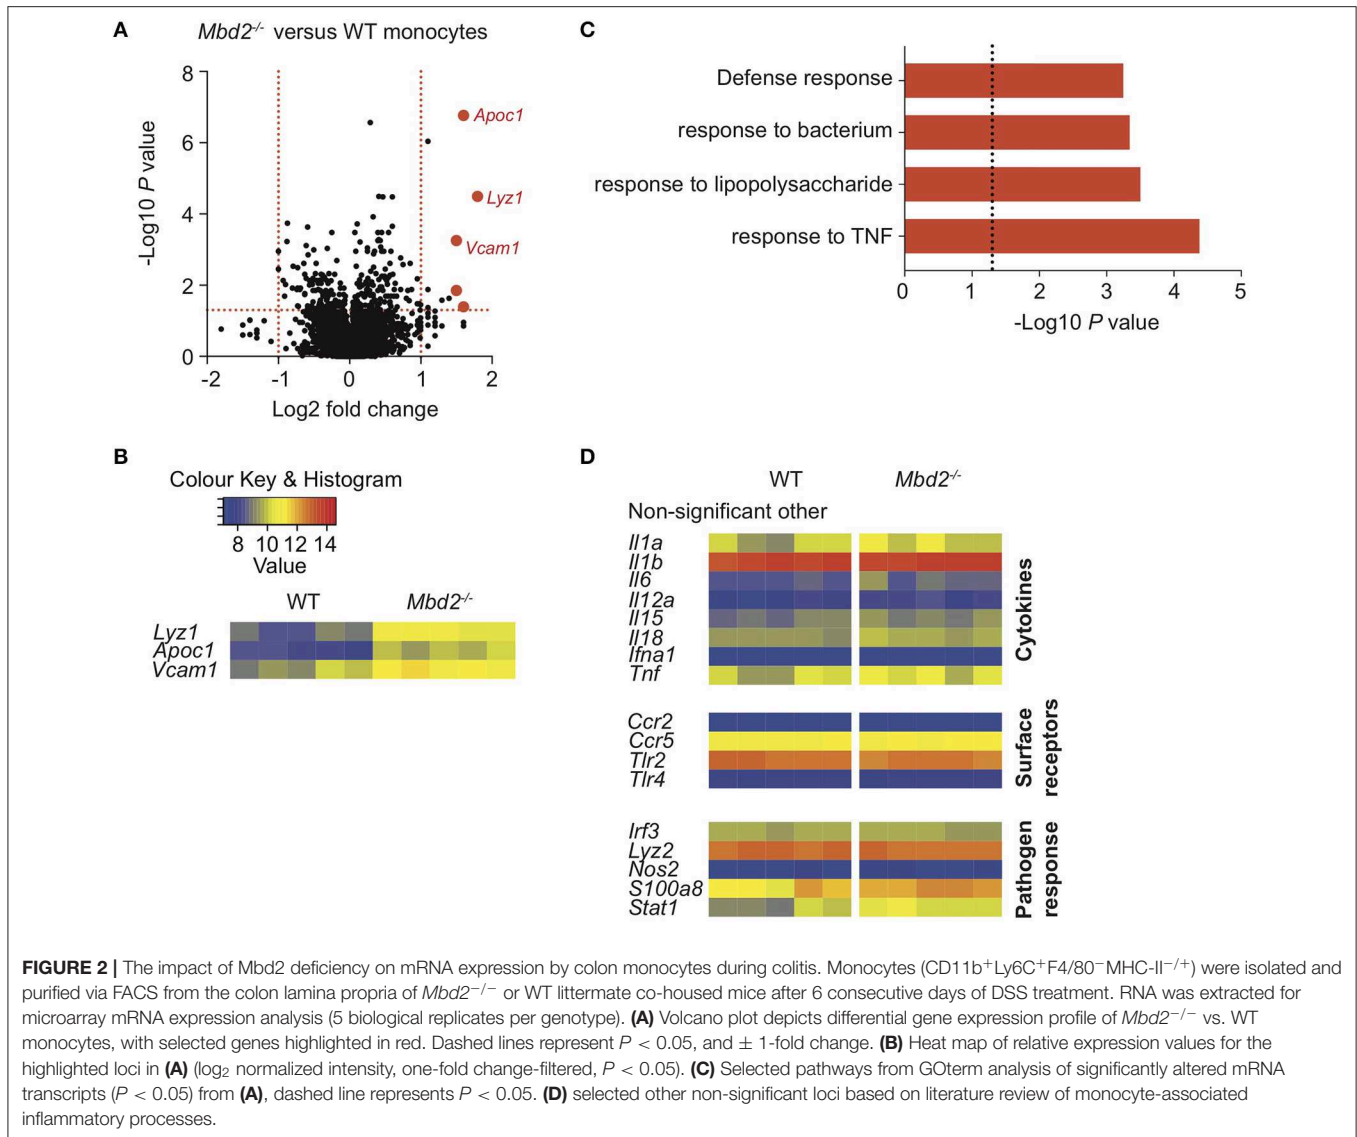 A
Mbd2-/- versus WT monocytes
8
6
4
2
0
-Log10 P value
Apoc1
Lyz1
Vcam1
-2 -1 0 1 2
Log2 fold change
C
Defense response
response to bacterium
response to lipopolysaccharide
response to TNF
0 1 2 3 4 5
-Log10 P value
B
Colour Key & Histogram
8 10 12 14
Value
WT Mbd2-/-
Lyz1
Apoc1
Vcam1
D
WT Mbd2-/-
Non-significant other
Il1a
Il1b
Il6
Il12a
Il15
Il18
Ifna1
Tnf
Cytokines
Ccr2
Ccr5
Tlr2
Tlr4
Surface
receptors
Irf3
Lyz2
Nos2
S100a8
Stat1
Pathogen
response
FIGURE 2 | The impact of Mbd2 deficiency on mRNA expression by colon monocytes during colitis. Monocytes (CD11b+Ly6C+F4/80−MHC-II−/+) were isolated and
purified via FACS from the colon lamina propria of Mbd2−/− or WT littermate co-housed mice after 6 consecutive days of DSS treatment. RNA was extracted for
microarray mRNA expression analysis (5 biological replicates per genotype). (A) Volcano plot depicts differential gene expression profile of Mbd2−/− vs. WT
monocytes, with selected genes highlighted in red. Dashed lines represent P < 0.05, and ± 1-fold change. (B) Heat map of relative expression values for the
highlighted loci in (A) (log2 normalized intensity, one-fold change-filtered, P < 0.05). (C) Selected pathways from GOterm analysis of significantly altered mRNA
transcripts (P < 0.05) from (A), dashed line represents P < 0.05. (D) selected other non-significant loci based on literature review of monocyte-associated
inflammatory processes.